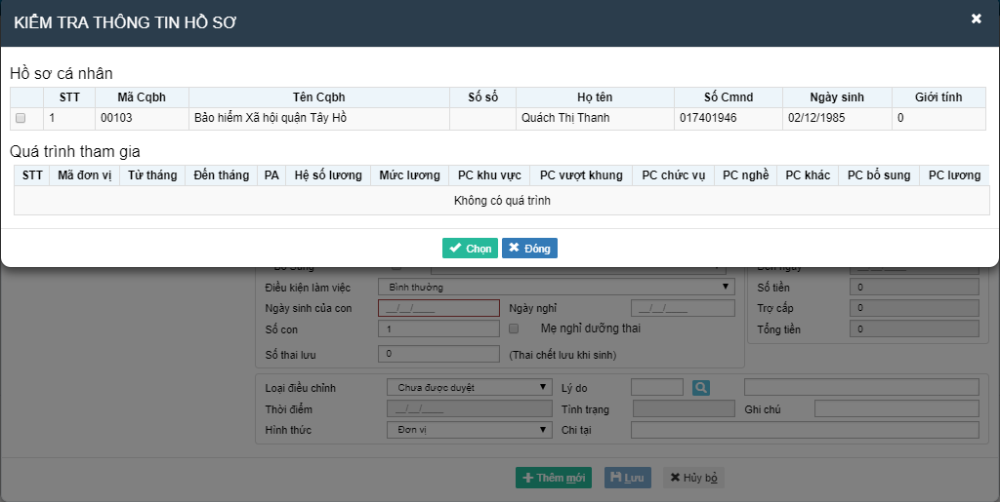 KIỂM TRA THÔNG TIN HỒ SƠ
Hồ sơ cá nhân
STT Mã Cqbh Tên Cqbh Số sổ Họ tên Số Cmnd Ngày sinh Giới tính
1 00103 Bảo hiểm Xã hội quận Tây Hồ Quách Thị Thanh 017401946 02/12/1985 0
Quá trình tham gia
STT Mã đơn vị Từ tháng Đến tháng PA Hệ số lương Mức lương PC khu vực PC vượt khung PC chức vụ PC nghề PC khác PC bổ sung PC lương
Không có quá trình
Chọn Đóng
Điều kiện làm việc Bình thường Số tiền 0
Ngày sinh của con __/__/____ Ngày nghỉ __/__/____ Trợ cấp 0
Số con 1 Mẹ nghỉ dưỡng thai Tổng tiền 0
Số thai lưu 0 (Thai chết lưu khi sinh)
Loại điều chỉnh Chưa được duyệt Lý do
Thời điểm __/__/____ Tình trạng Ghi chú
Hình thức Đơn vị Chi tại
Thêm mới Lưu Hủy bỏ